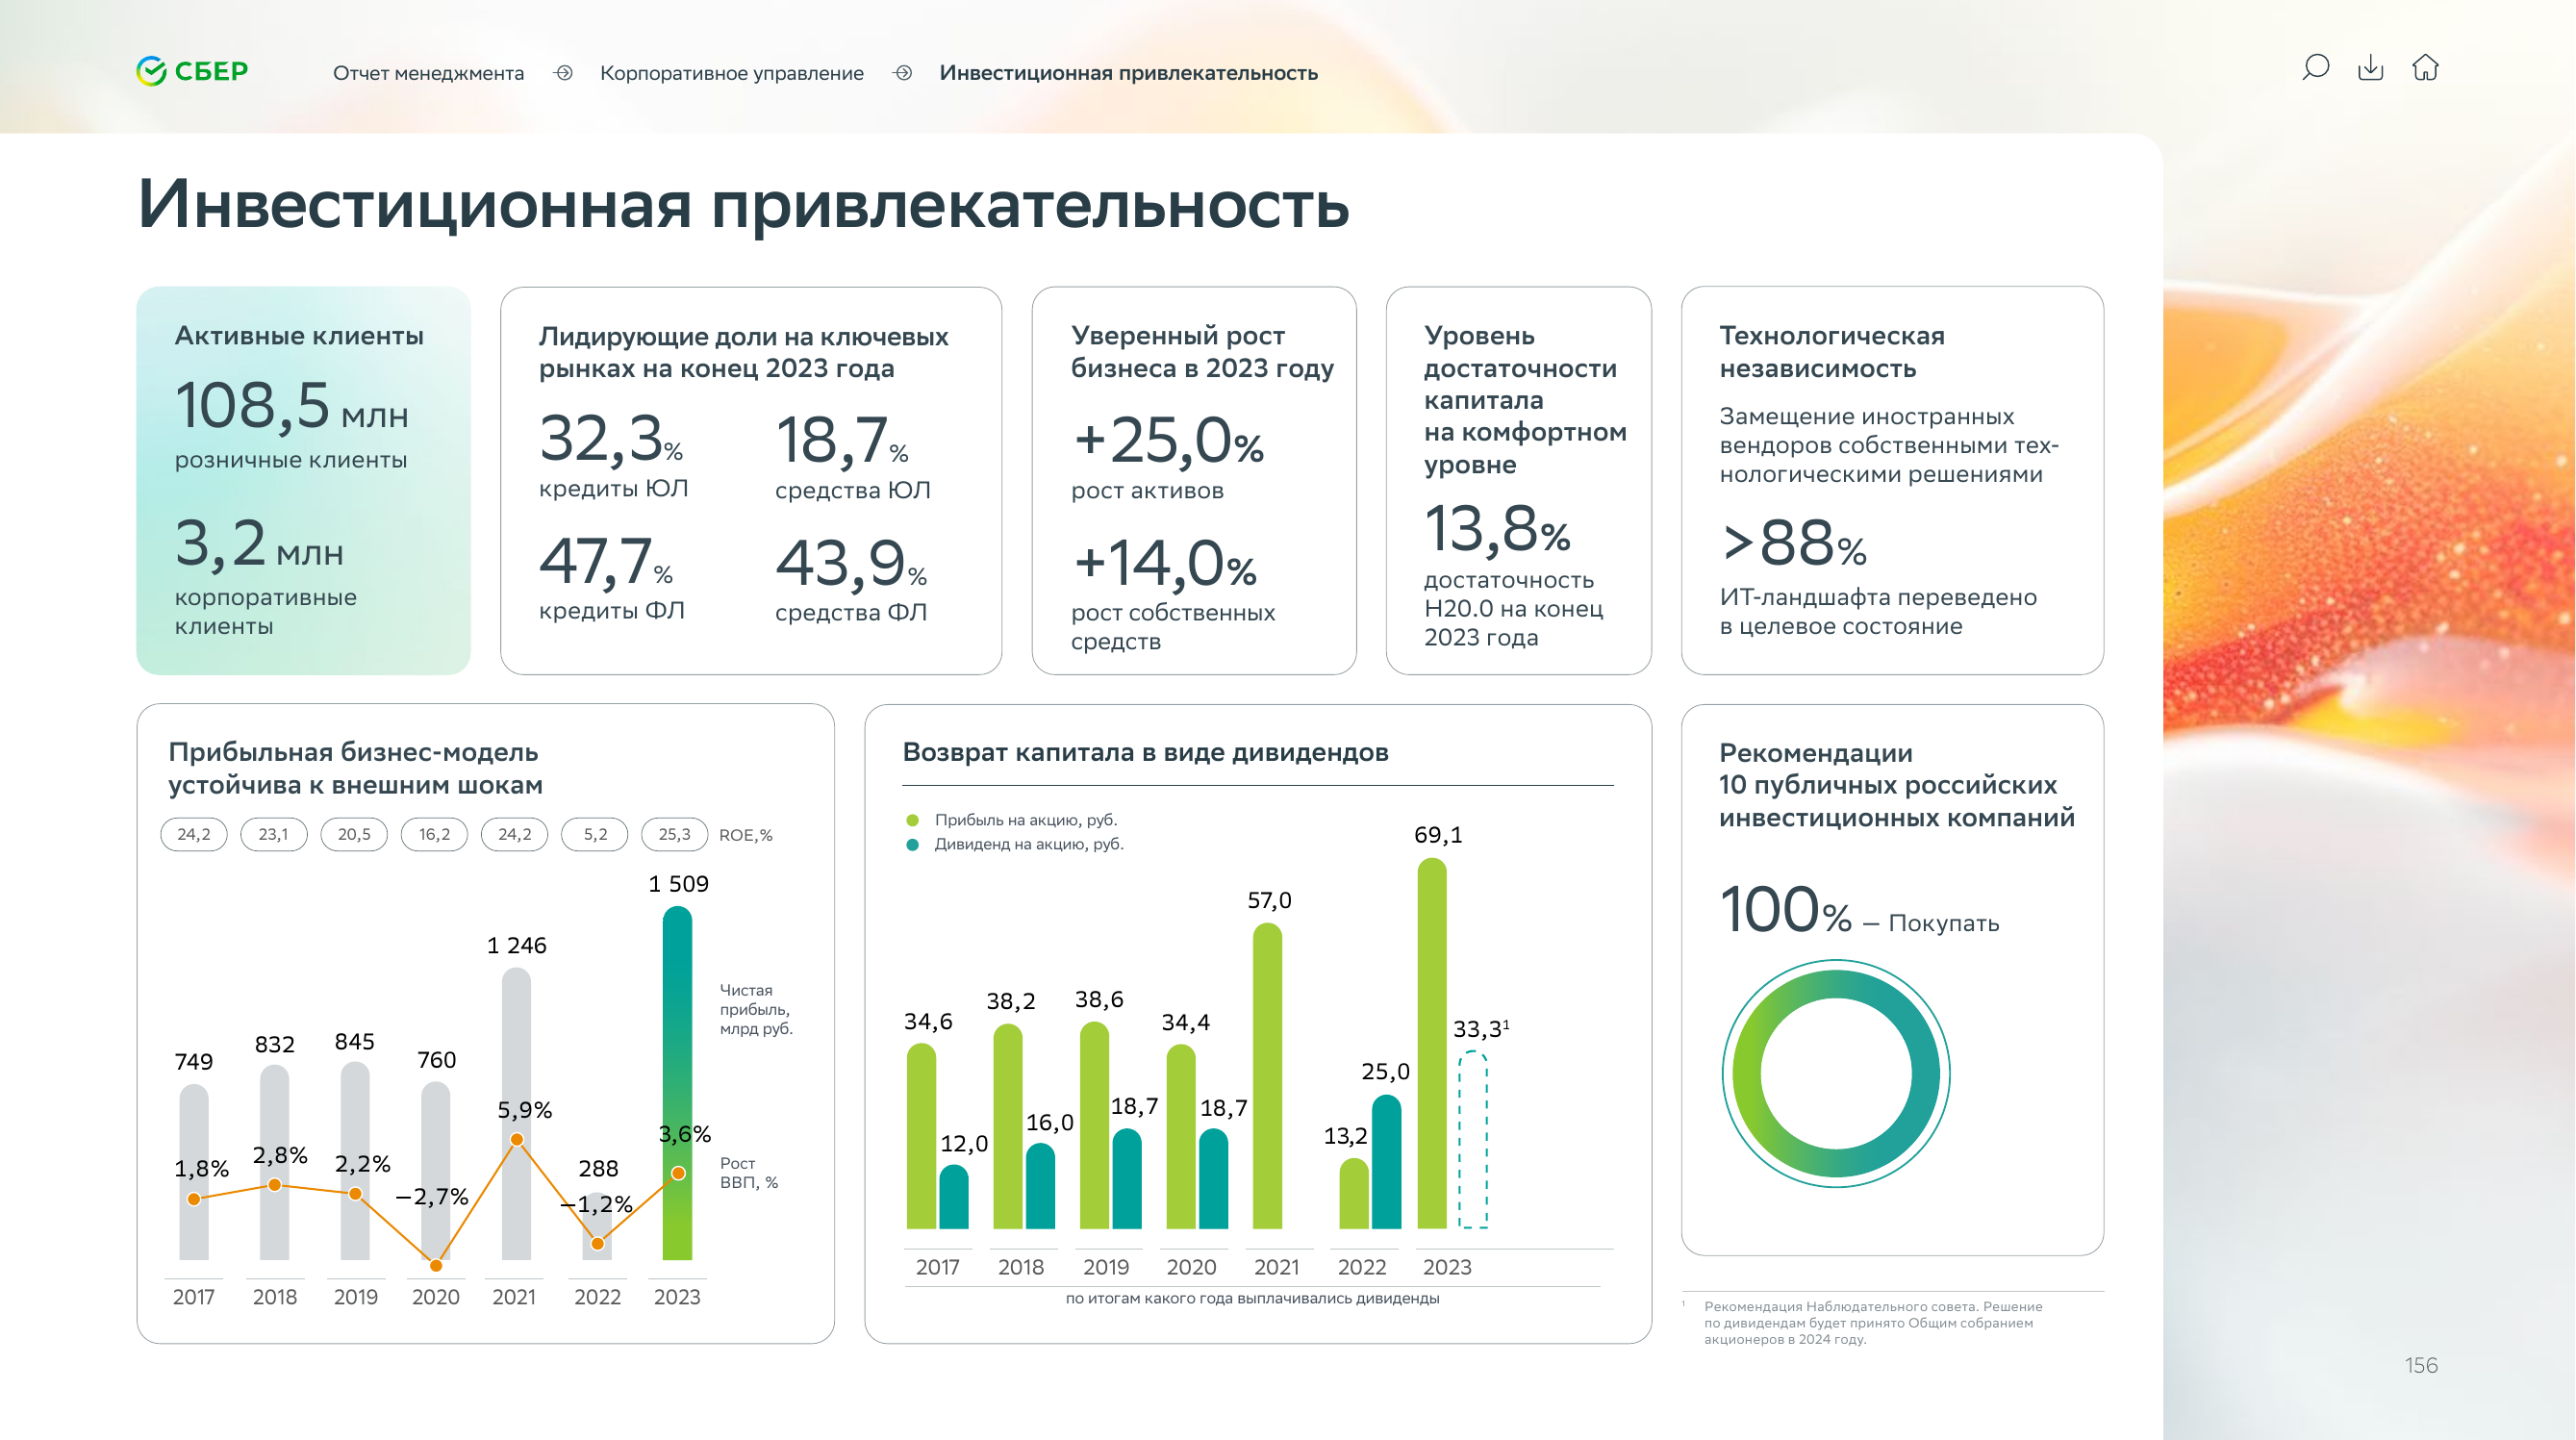 СБЕР
Отчет менеджмента
Корпоративное управление
Инвестиционная привлекательность
Инвестиционная привлекательность
Активные клиенты
108,5 млн
розничные клиенты
3,2 млн
корпоративные
клиенты
Лидирующие доли на ключевых
рынках на конец 2023 года
32,3%
кредиты ЮЛ
18,7%
средства ЮЛ
47,7%
кредиты ФЛ
43,9%
средства ФЛ
Уверенный рост
бизнеса в 2023 году
+25,0%
рост активов
+14,0%
рост собственных
средств
Уровень
достаточности
капитала
на комфортном
уровне
13,8%
достаточность
Н20.0 на конец
2023 года
Технологическая
независимость
Замещение иностранных
вендоров собственными тех-
нологическими решениями
>88%
ИТ-ландшафта переведено
в целевое состояние
Прибыльная бизнес-модель
устойчива к внешним шокам
24,2 23,1 20,5 16,2 24,2 5,2 25,3 ROE,%
749 832 845 760 1 246 288 1 509
Чистая
прибыль,
млрд руб.
1,8% 2,8% 2,2% –2,7% 5,9% –1,2% 3,6%
Рост
ВВП, %
2017 2018 2019 2020 2021 2022 2023
Возврат капитала в виде дивидендов
Прибыль на акцию, руб.
Дивиденд на акцию, руб.
34,6 38,2 38,6 34,4 57,0 13,2 69,1
12,0 16,0 18,7 18,7 25,0 33,3¹
2017 2018 2019 2020 2021 2022 2023
по итогам какого года выплачивались дивиденды
Рекомендации
10 публичных российских
инвестиционных компаний
100% – Покупать
¹ Рекомендация Наблюдательного совета. Решение
по дивидендам будет принято Общим собранием
акционеров в 2024 году.
156